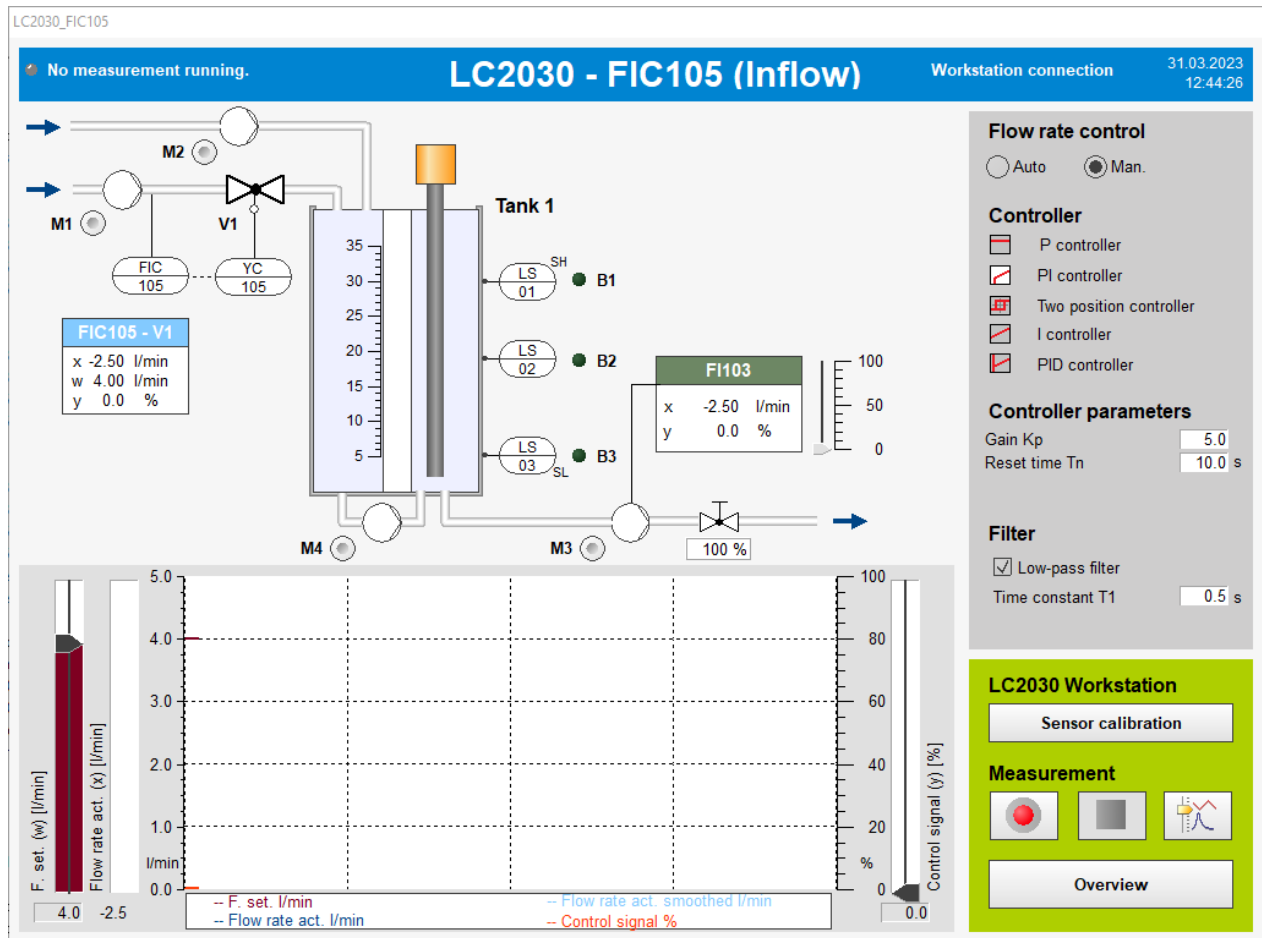 LC2030_FIC105
No measurement running.
LC2030 - FIC105 (Inflow)
Workstation connection
31.03.2023
12:44:26
M2
M1
V1
FIC
105
YC
105
Tank 1
35
30
25
20
15
10
5
LS
01
SH
B1
LS
02
B2
LS
03
SL
B3
FIC105 - V1
x -2.50 l/min
w 4.00 l/min
y 0.0 %
FI103
x -2.50 l/min
y 0.0 %
100
50
0
M4
M3
100 %
Flow rate control
Auto
Man.
Controller
P controller
PI controller
Two position controller
I controller
PID controller
Controller parameters
Gain Kp 5.0
Reset time Tn 10.0 s
Filter
Low-pass filter
Time constant T1 0.5 s
LC2030 Workstation
Sensor calibration
Measurement
Overview
F. set. (w) [l/min]
4.0
Flow rate act. (x) [l/min]
-2.5
5.0
4.0
3.0
2.0
1.0
l/min
0.0
100
80
60
40
20
%
0
Control signal (y) [%]
0.0
-- F. set. l/min
-- Flow rate act. smoothed l/min
-- Flow rate act. l/min
-- Control signal %